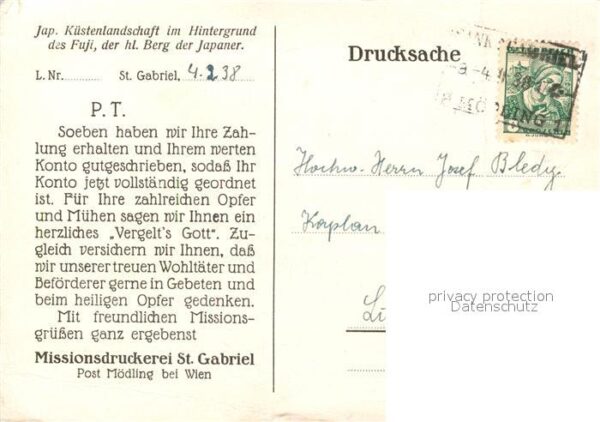 Jap. Küstenlandschaft im Hintergrund
des Fuji, der hl. Berg der Japaner.
L. Nr. St. Gabriel, 4.2.38
P. T.
Soeben haben wir Ihre Zah-
lung erhalten und Ihrem werten
Konto gutgeschrieben, sodaß Ihr
Konto jetzt vollständig geordnet
ist. Für Ihre zahlreichen Opfer
und Mühen sagen wir Ihnen ein
herzliches „Vergelt's Gott“. Zu-
gleich versichern wir Ihnen, daß
wir unserer treuen Wohltäter und
Beförderer gerne in Gebeten und
beim heiligen Opfer gedenken.
Mit freundlichen Missions-
grüßen ganz ergebenst
Missionsdruckerei St. Gabriel
Post Mödling bei Wien
Drucksache
MÖDLING
Hochw. Herrn Josef Bledy.
Kaplan
privacy protection
Datenschutz